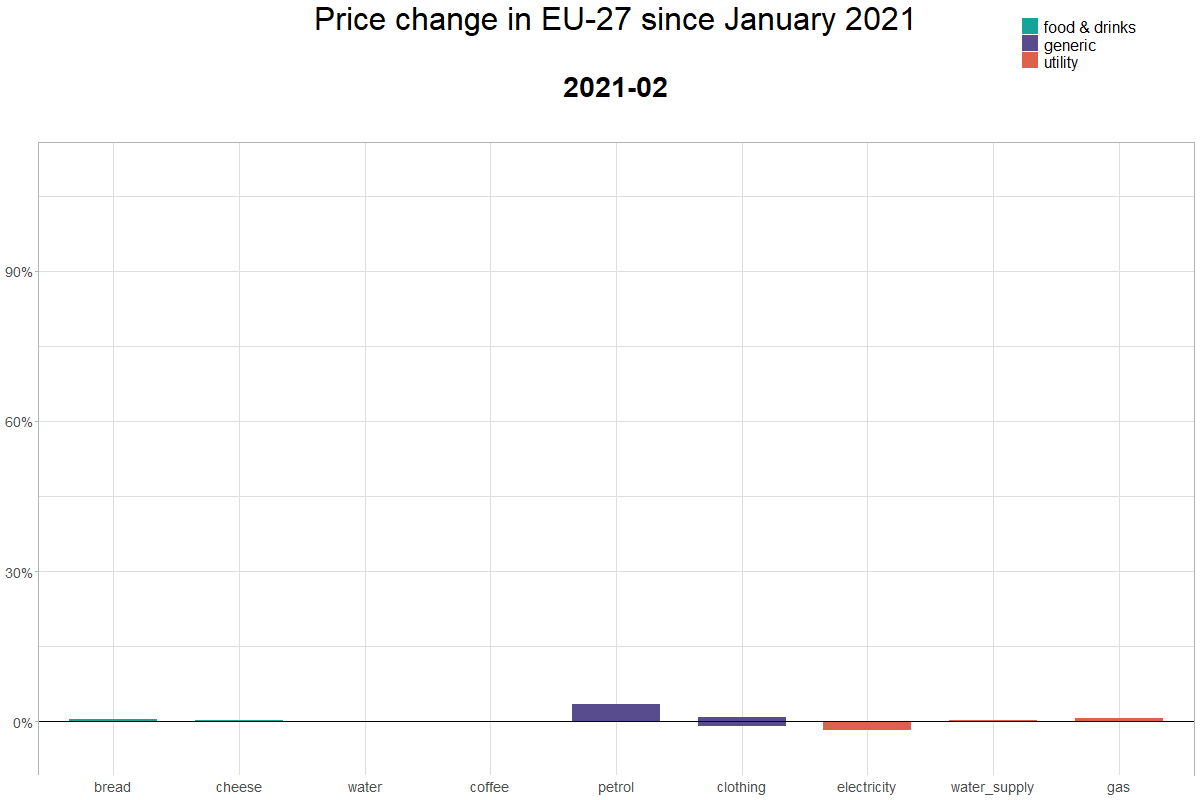 Price change in EU-27 since January 2021
food & drinks
generic
utility
2021-02
90%
60%
30%
0%
bread cheese water coffee petrol clothing electricity water_supply gas